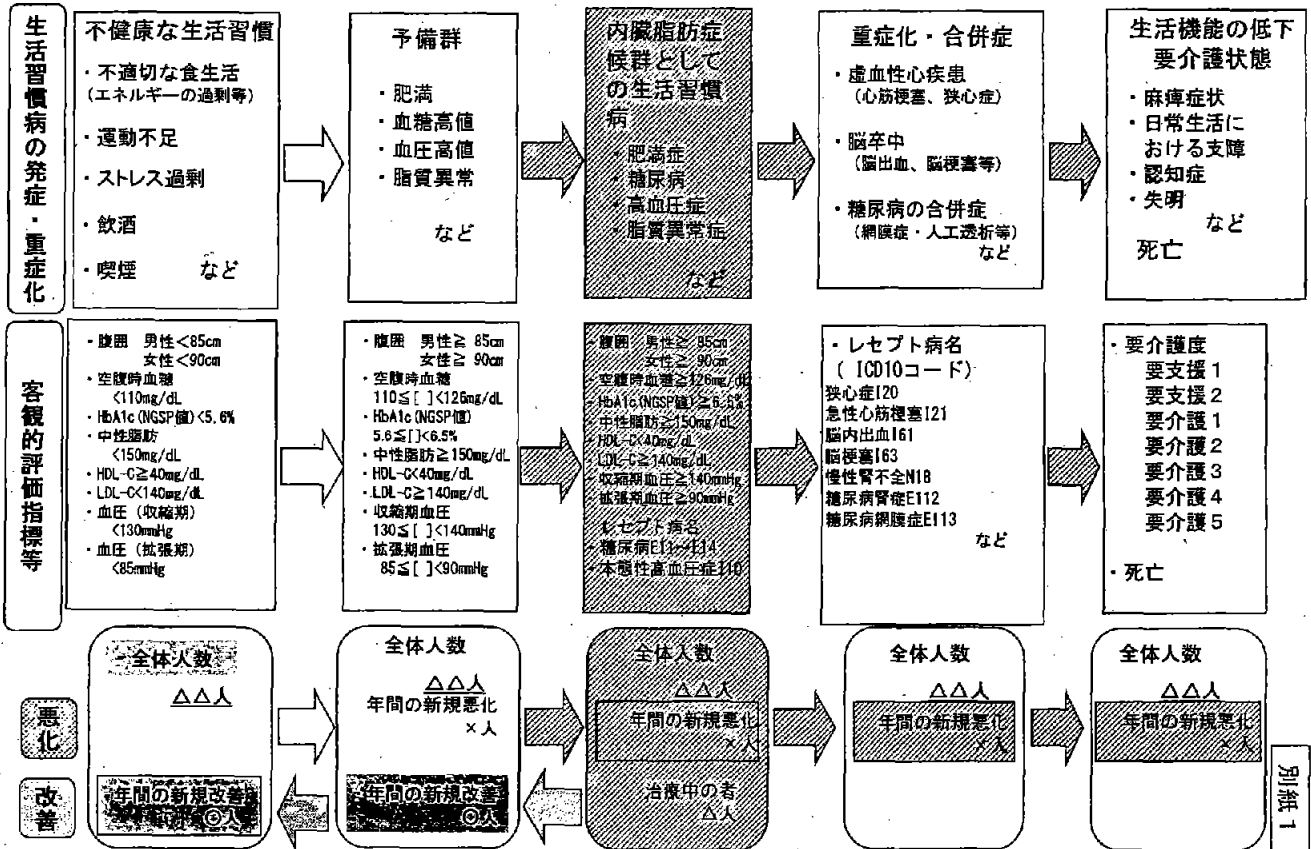 生活習慣病の発症・重症化
不健康な生活習慣
・不適切な食生活
(エネルギーの過剰等)
・運動不足
・ストレス過剰
・飲酒
・喫煙　など
予備群
・肥満
・血糖高値
・血圧高値
・脂質異常
など
内臓脂肪症
候群として
の生活習慣
病
・肥満症
・糖尿病
・高血圧症
・脂質異常症
など
重症化・合併症
・虚血性心疾患
(心筋梗塞、狭心症)
・脳卒中
(脳出血、脳梗塞等)
・糖尿病の合併症
(網膜症・人工透析等)
など
生活機能の低下
要介護状態
・麻痺症状
・日常生活に
おける支障
・認知症
・失明
など
死亡
客観的評価指標等
・腹囲　男性<85cm
女性<90cm
・空腹時血糖
<110mg/dL
・HbA1c(NGSP値)<5.6%
・中性脂肪
<150mg/dL
・HDL-C≧40mg/dL
・LDL-C<140mg/dL
・血圧（収縮期）
<130mmHg
・血圧（拡張期）
<85mmHg
・腹囲　男性≧ 85cm
女性≧ 90cm
・空腹時血糖
110≦[ ]<126mg/dL
・HbA1c(NGSP値)
5.6≦[]<6.5%
・中性脂肪≧150mg/dL
・HDL-C<40mg/dL
・LDL-C≧140mg/dL
・収縮期血圧
130≦[ ]<140mmHg
・拡張期血圧
85≦[ ]<90mmHg
・腹囲　男性≧ 85cm
女性≧ 90cm
・空腹時血糖≧126mg/dL
・HbA1c(NGSP値)≧6.5%
・中性脂肪≧150mg/dL
・HDL-C<40mg/dL
・LDL-C≧140mg/dL
・収縮期血圧≧140mmHg
・拡張期血圧≧90mmHg
レセプト病名
・糖尿病E11～E14
・本態性高血圧症I10
・レセプト病名
( ICD10コード)
狭心症I20
急性心筋梗塞I21
脳内出血I61
脳梗塞I63
慢性腎不全N18
糖尿病腎症E112
糖尿病網膜症E113
など
・要介護度
要支援1
要支援2
要介護1
要介護2
要介護3
要介護4
要介護5
・死亡
悪化
改善
全体人数
△△人
年間の新規改善
◎人
全体人数
△△人
年間の新規悪化
×人
年間の新規改善
◎人
全体人数
△△人
年間の新規悪化
×人
治療中の者
△人
全体人数
△△人
年間の新規悪化
×人
全体人数
△△人
年間の新規悪化
×人
別紙1